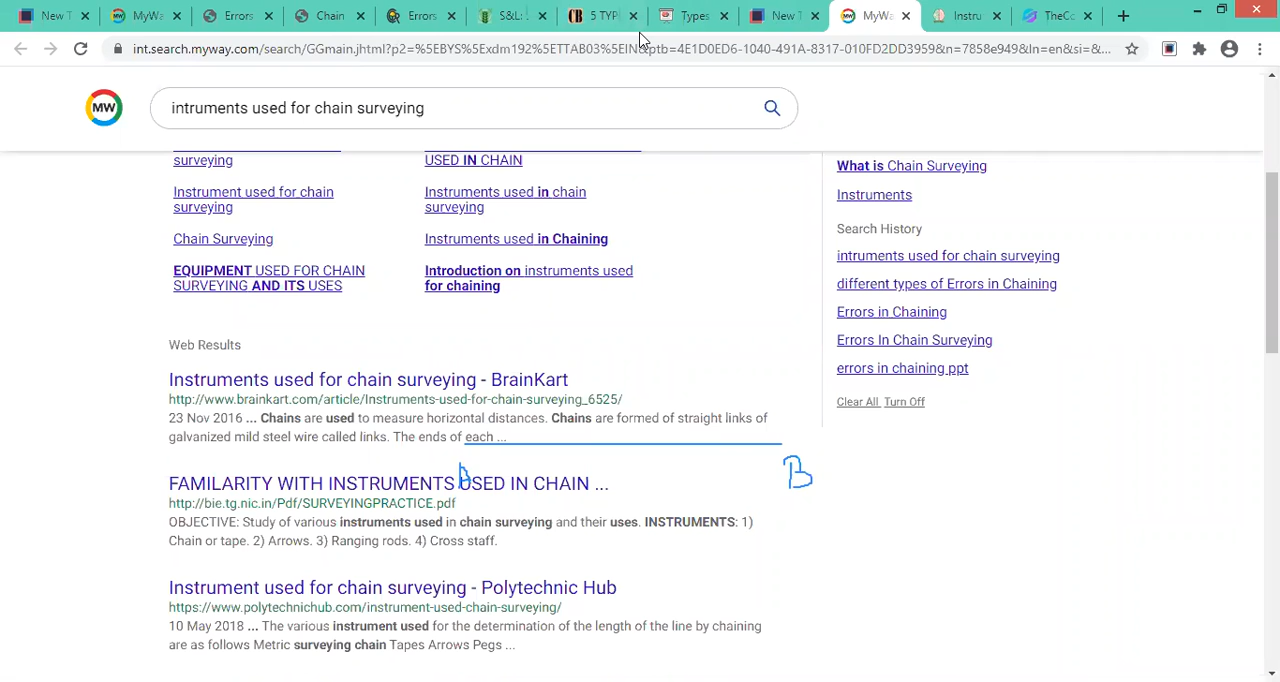 New T
MyWa
Errors
Chain
Errors
S&L:
5 TYP
Types
New T
MyWa
Instru
TheCo
int.search.myway.com/search/GGmain.jhtml?p2=%5EBYS%5Exdm192%5ETTAB03%5EIN&ptb=4E1D0ED6-1040-491A-8317-010FD2DD3959&n=7858e949&ln=en&si=&...
MW
intruments used for chain surveying
surveying
USED IN CHAIN
Instrument used for chain
surveying
Instruments used in chain
surveying
Chain Surveying
Instruments used in Chaining
EQUIPMENT USED FOR CHAIN
SURVEYING AND ITS USES
Introduction on instruments used
for chaining
What is Chain Surveying
Instruments
Search History
intruments used for chain surveying
different types of Errors in Chaining
Errors in Chaining
Errors In Chain Surveying
errors in chaining ppt
Clear All Turn Off
Web Results
Instruments used for chain surveying - BrainKart
http://www.brainkart.com/article/Instruments-used-for-chain-surveying_6525/
23 Nov 2016 ... Chains are used to measure horizontal distances. Chains are formed of straight links of
galvanized mild steel wire called links. The ends of each ...
B
FAMILARITY WITH INSTRUMENTS USED IN CHAIN ...
http://bie.tg.nic.in/Pdf/SURVEYINGPRACTICE.pdf
OBJECTIVE: Study of various instruments used in chain surveying and their uses. INSTRUMENTS: 1)
Chain or tape. 2) Arrows. 3) Ranging rods. 4) Cross staff.
Instrument used for chain surveying - Polytechnic Hub
https://www.polytechnichub.com/instrument-used-chain-surveying/
10 May 2018 ... The various instrument used for the determination of the length of the line by chaining
are as follows Metric surveying chain Tapes Arrows Pegs ...